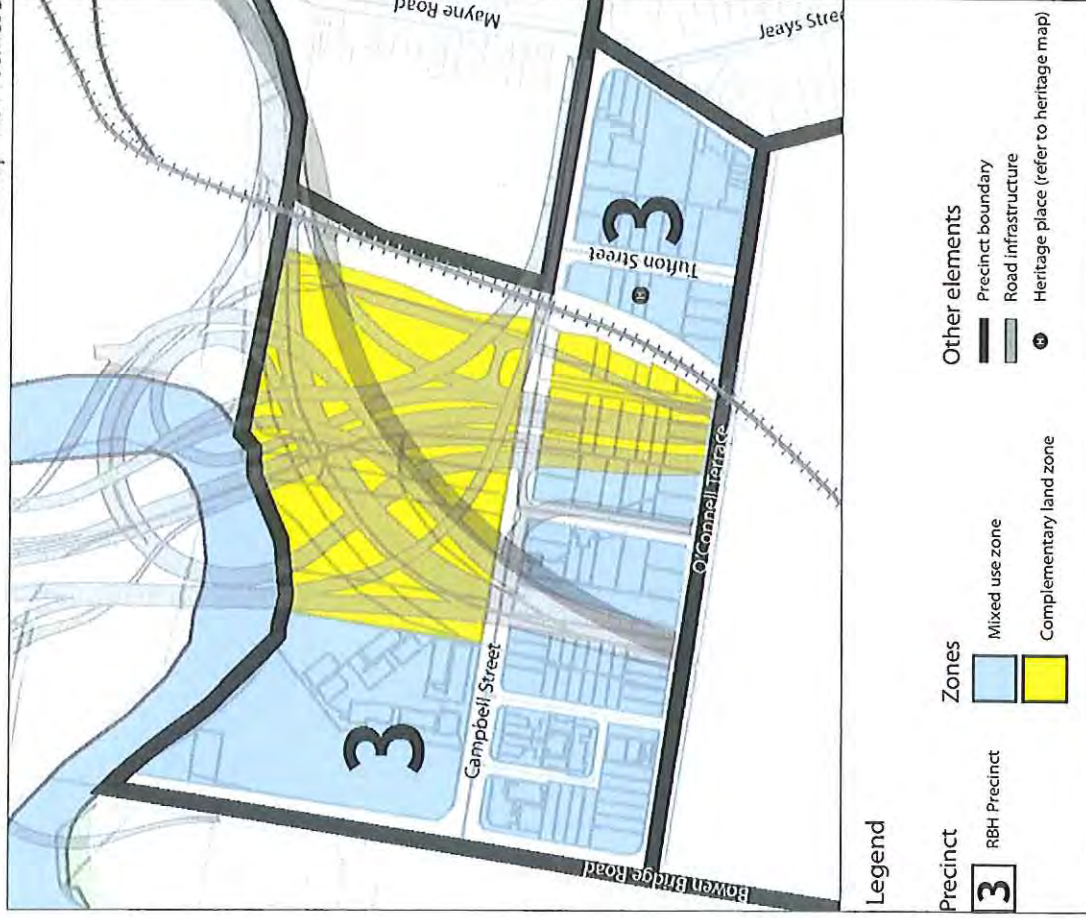 Mayne Road
Jeays Stre
3
Tufton Street
H
O'Connell Terrace
3
Campbell Street
Bowen Bridge Road
Legend
Precinct
3 RBH Precinct
Zones
Mixed use zone
Complementary land zone
Other elements
Precinct boundary
Road infrastructure
H Heritage place (refer to heritage map)